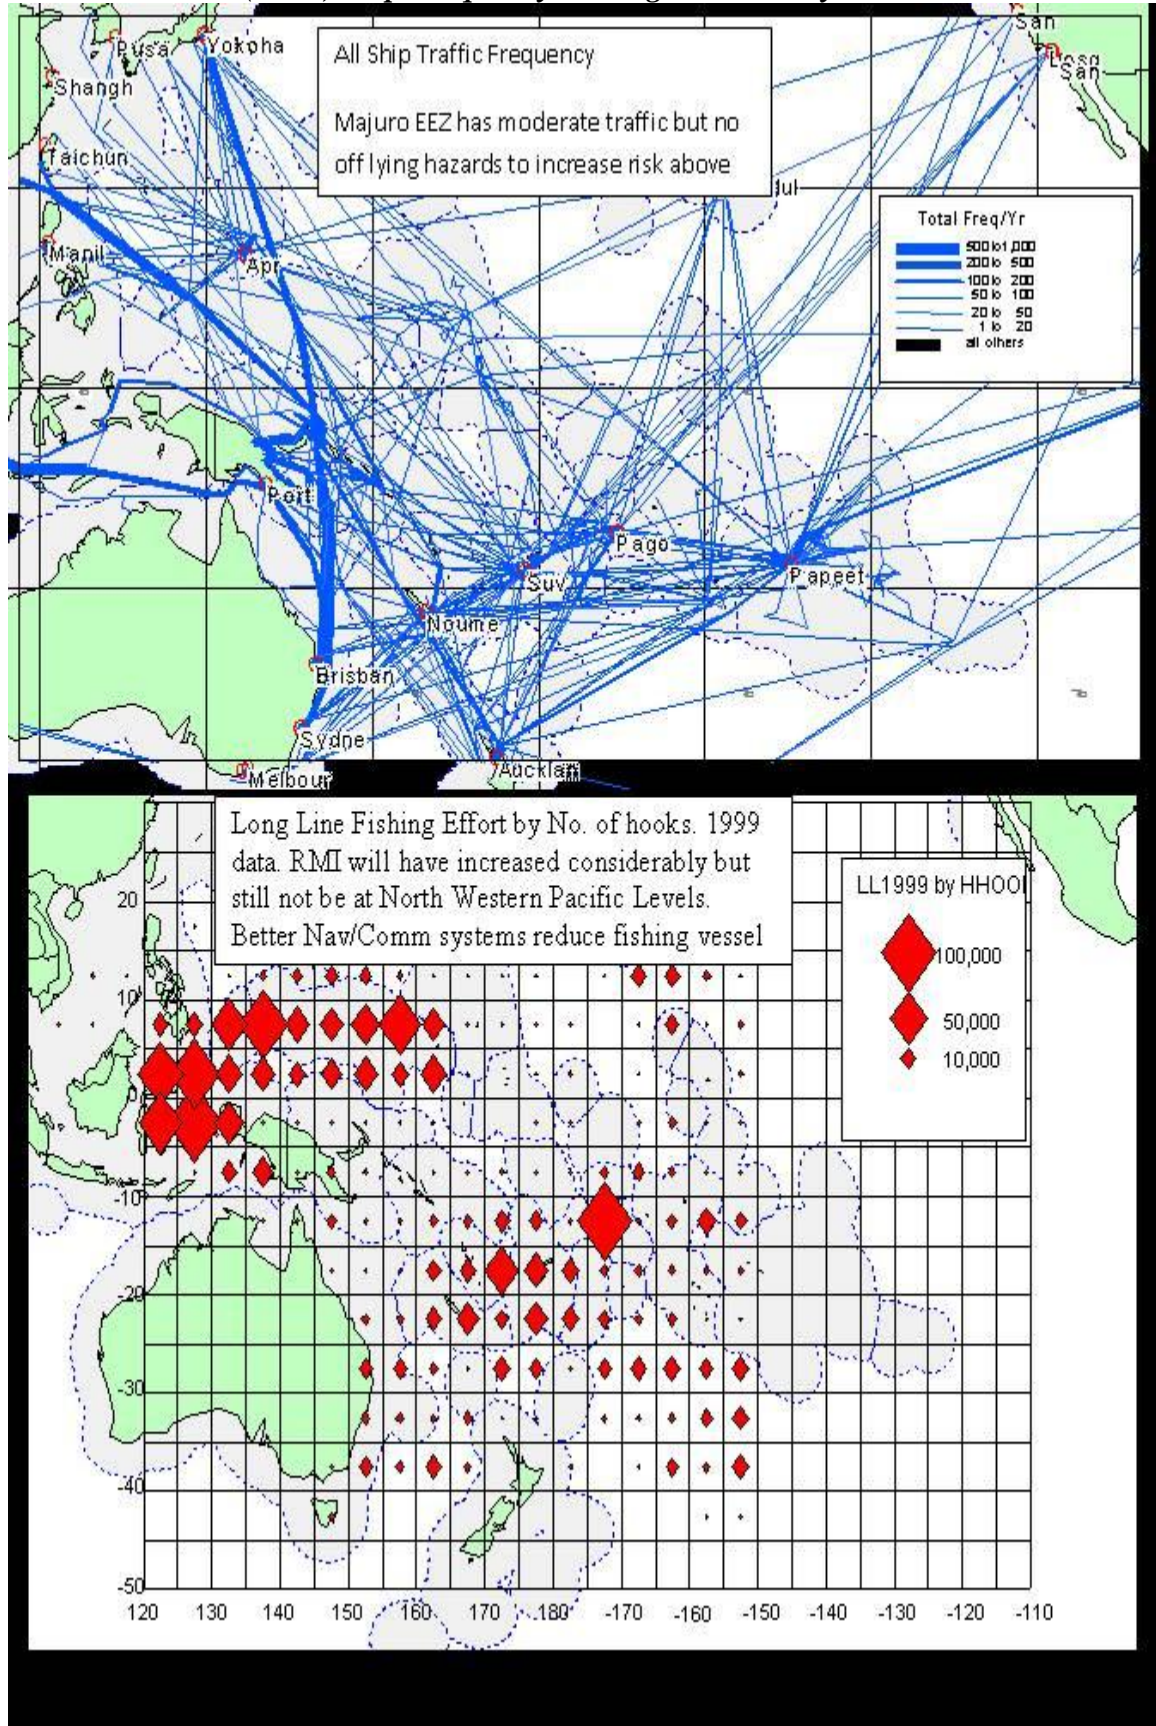 Pusa
Yokoha
Shangh
Taichun
Manil
Apr
San
San
All Ship Traffic Frequency
Majuro EEZ has moderate traffic but no
off lying hazards to increase risk above
lul
Total Freq/Yr
500 to 1,000
200 to 500
100 to 200
50 to 100
20 to 50
1 to 20
all others
Port
Pago
Suv
Papeet
Noume
Brisban
Sydne
Melbour
Long Line Fishing Effort by No. of hooks. 1999
data. RMI will have increased considerably but
still not be at North Western Pacific Levels.
Better Nav/Comm systems reduce fishing vessel
LL1999 by HHOOI
100,000
50,000
10,000
20
10
0
-10
-20
-30
-40
-50
120 130 140 150 160 170 -180 -170 -160 -150 -140 -130 -120 -110